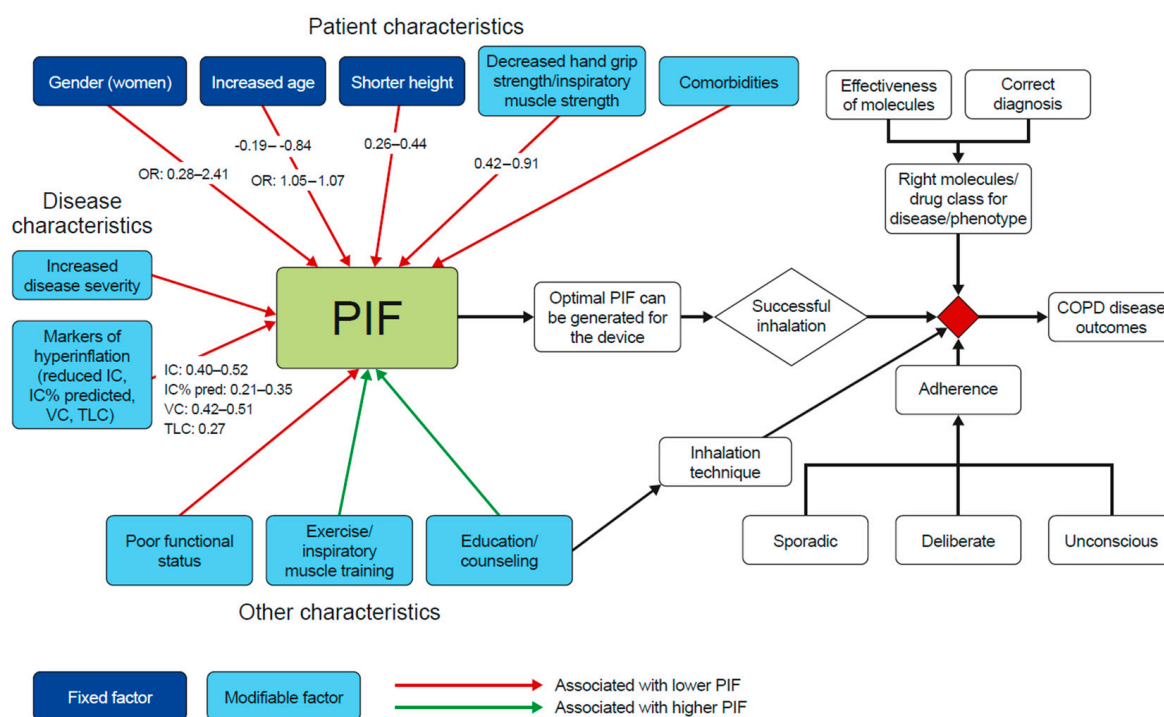 Patient characteristics
Gender (women)
Increased age
Shorter height
Decreased hand grip
strength/inspiratory
muscle strength
Comorbidities
Effectiveness
of molecules
Correct
diagnosis
OR: 0.28–2.41
-0.19– -0.84
OR: 1.05–1.07
0.26–0.44
0.42–0.91
Right molecules/
drug class for
disease/phenotype
Disease
characteristics
Increased
disease severity
Markers of
hyperinflation
(reduced IC,
IC% predicted,
VC, TLC)
IC: 0.40–0.52
IC% pred: 0.21–0.35
VC: 0.42–0.51
TLC: 0.27
PIF
Optimal PIF can
be generated for
the device
Successful
inhalation
COPD disease
outcomes
Adherence
Inhalation
technique
Sporadic
Deliberate
Unconscious
Poor functional
status
Exercise/
inspiratory
muscle training
Education/
counseling
Other characteristics
Fixed factor
Modifiable factor
Associated with lower PIF
Associated with higher PIF